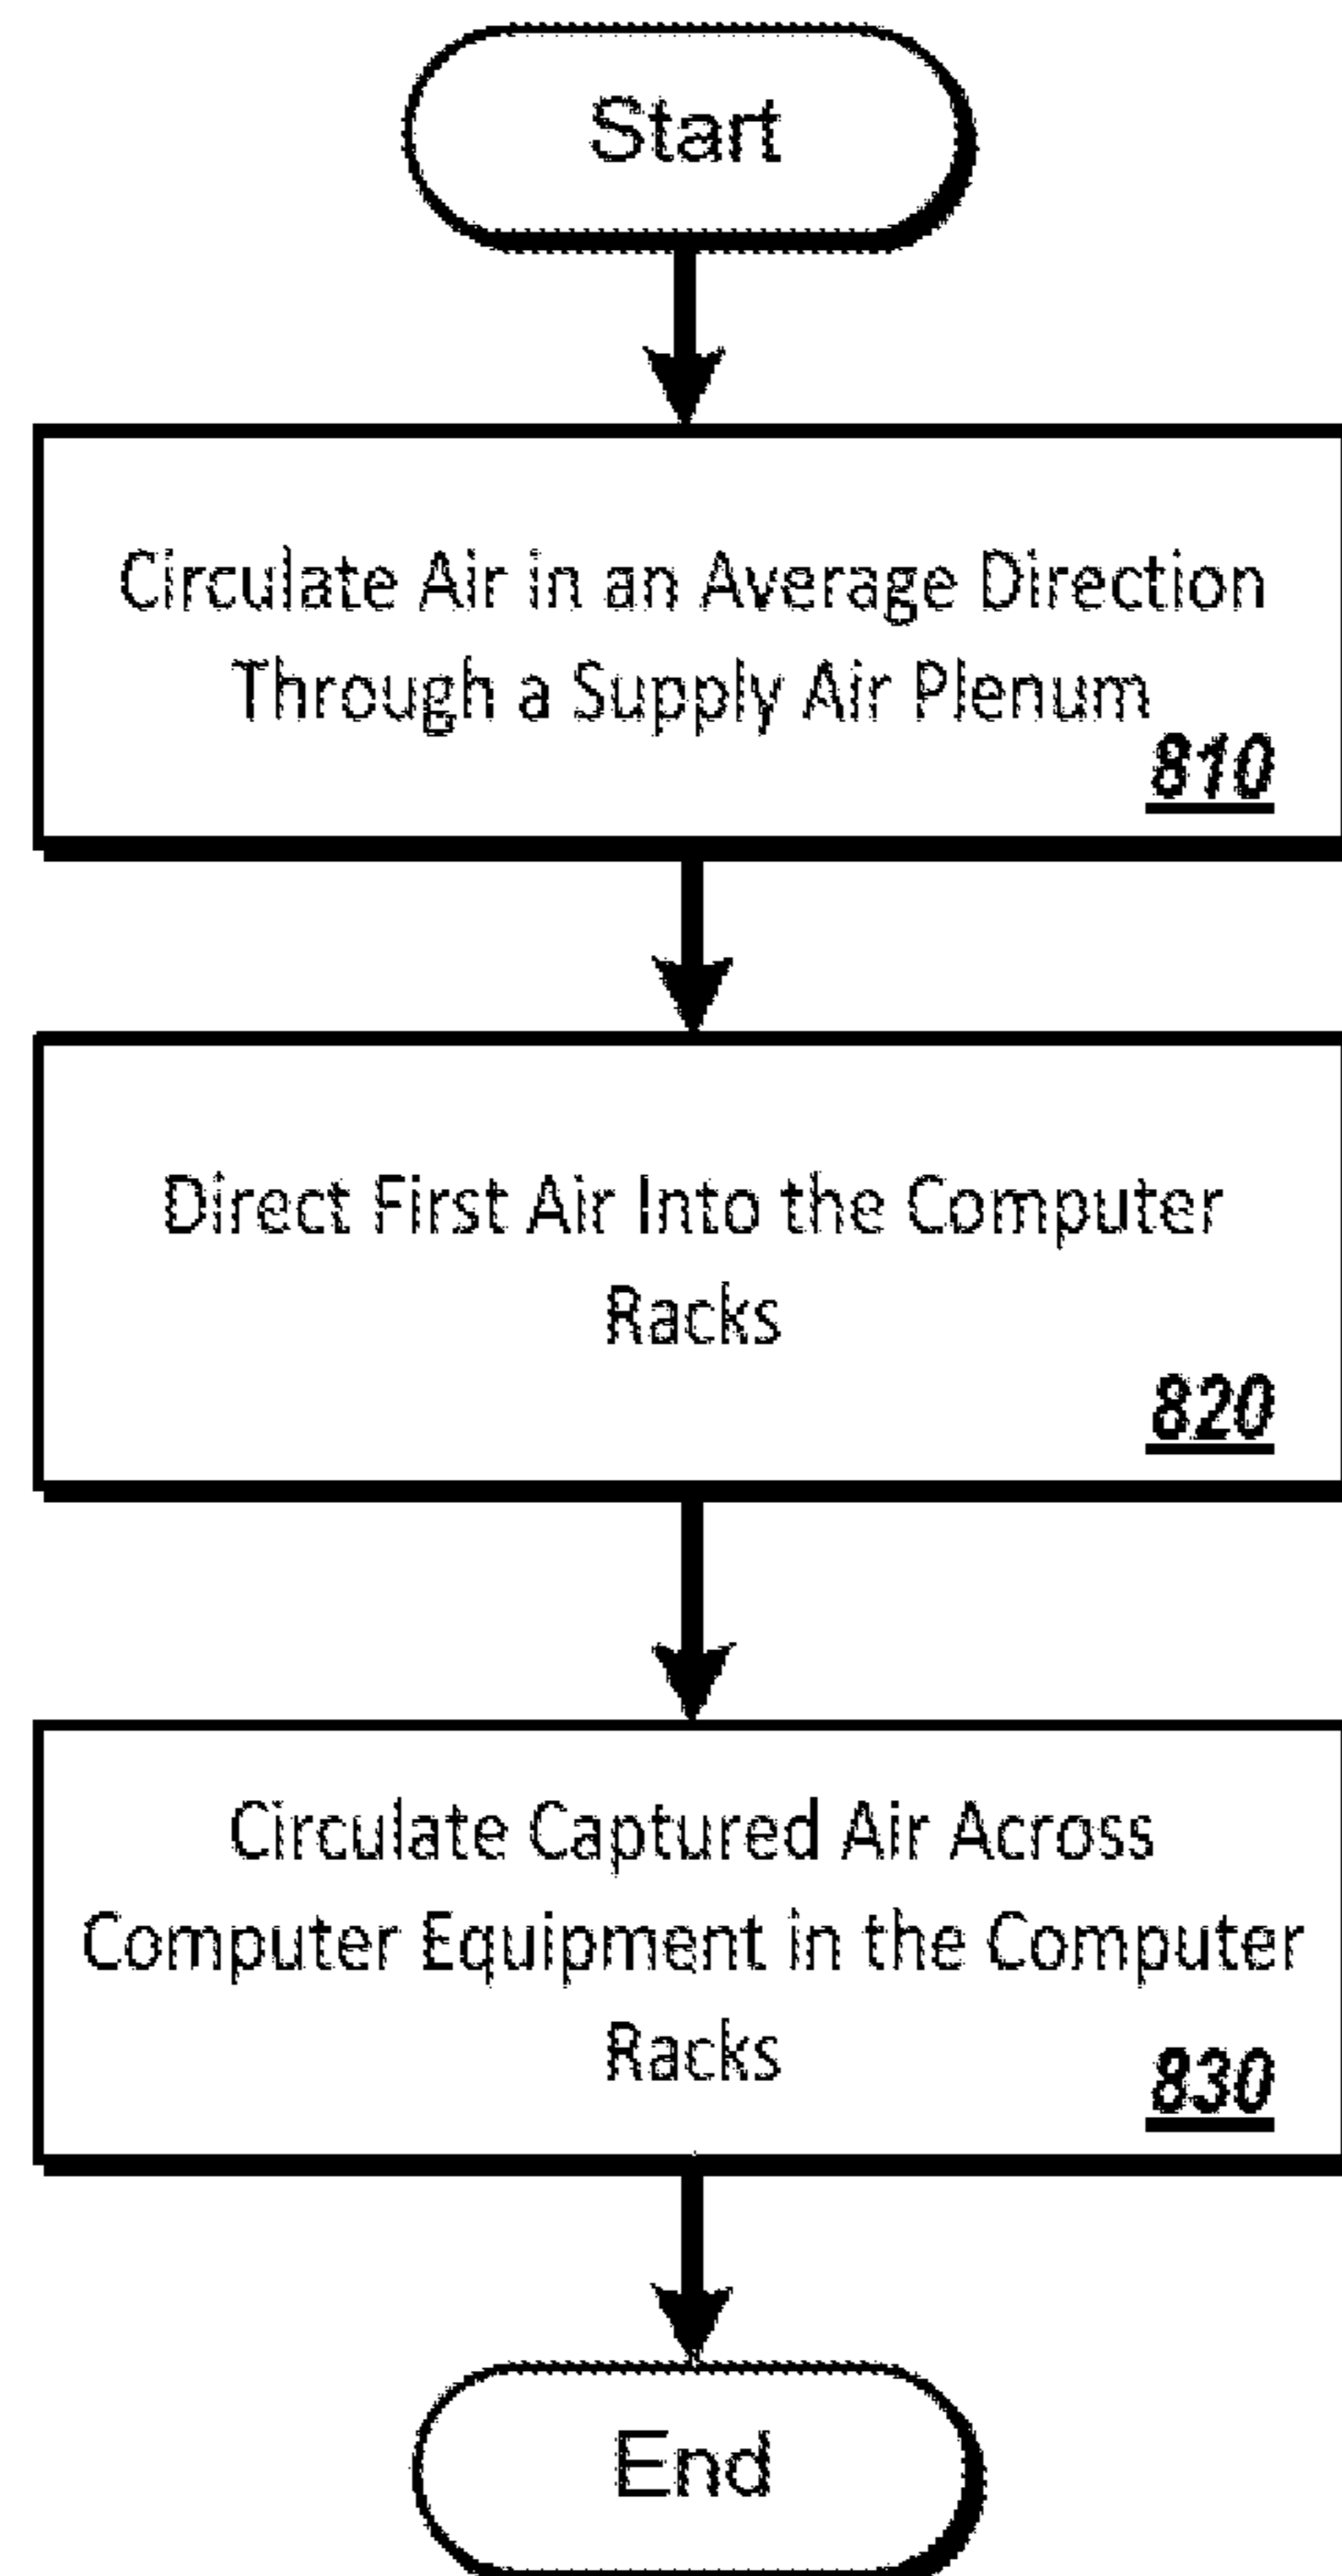 Start
Circulate Air in an Average Direction
Through a Supply Air Plenum
810
Direct First Air Into the Computer
Racks
820
Circulate Captured Air Across
Computer Equipment in the Computer
Racks
830
End